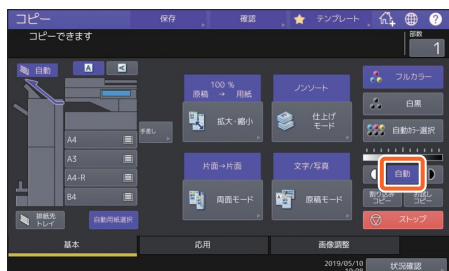 コピー 保存 確認 テンプレート
コピーできます 部数 1
自動 A A
100 %
原稿 → 用紙
ノンソート
フルカラー
拡大・縮小
仕上げ
モード
白黒
手差し
自動カラー選択
A4
A3
A4-R
B4
片面→片面
文字/写真
自動
両面モード
原稿モード
割り込み
コピー
お試し
コピー
排紙先
トレイ
自動用紙選択
ストップ
基本 応用 画像調整
2019/05/10
状況確認